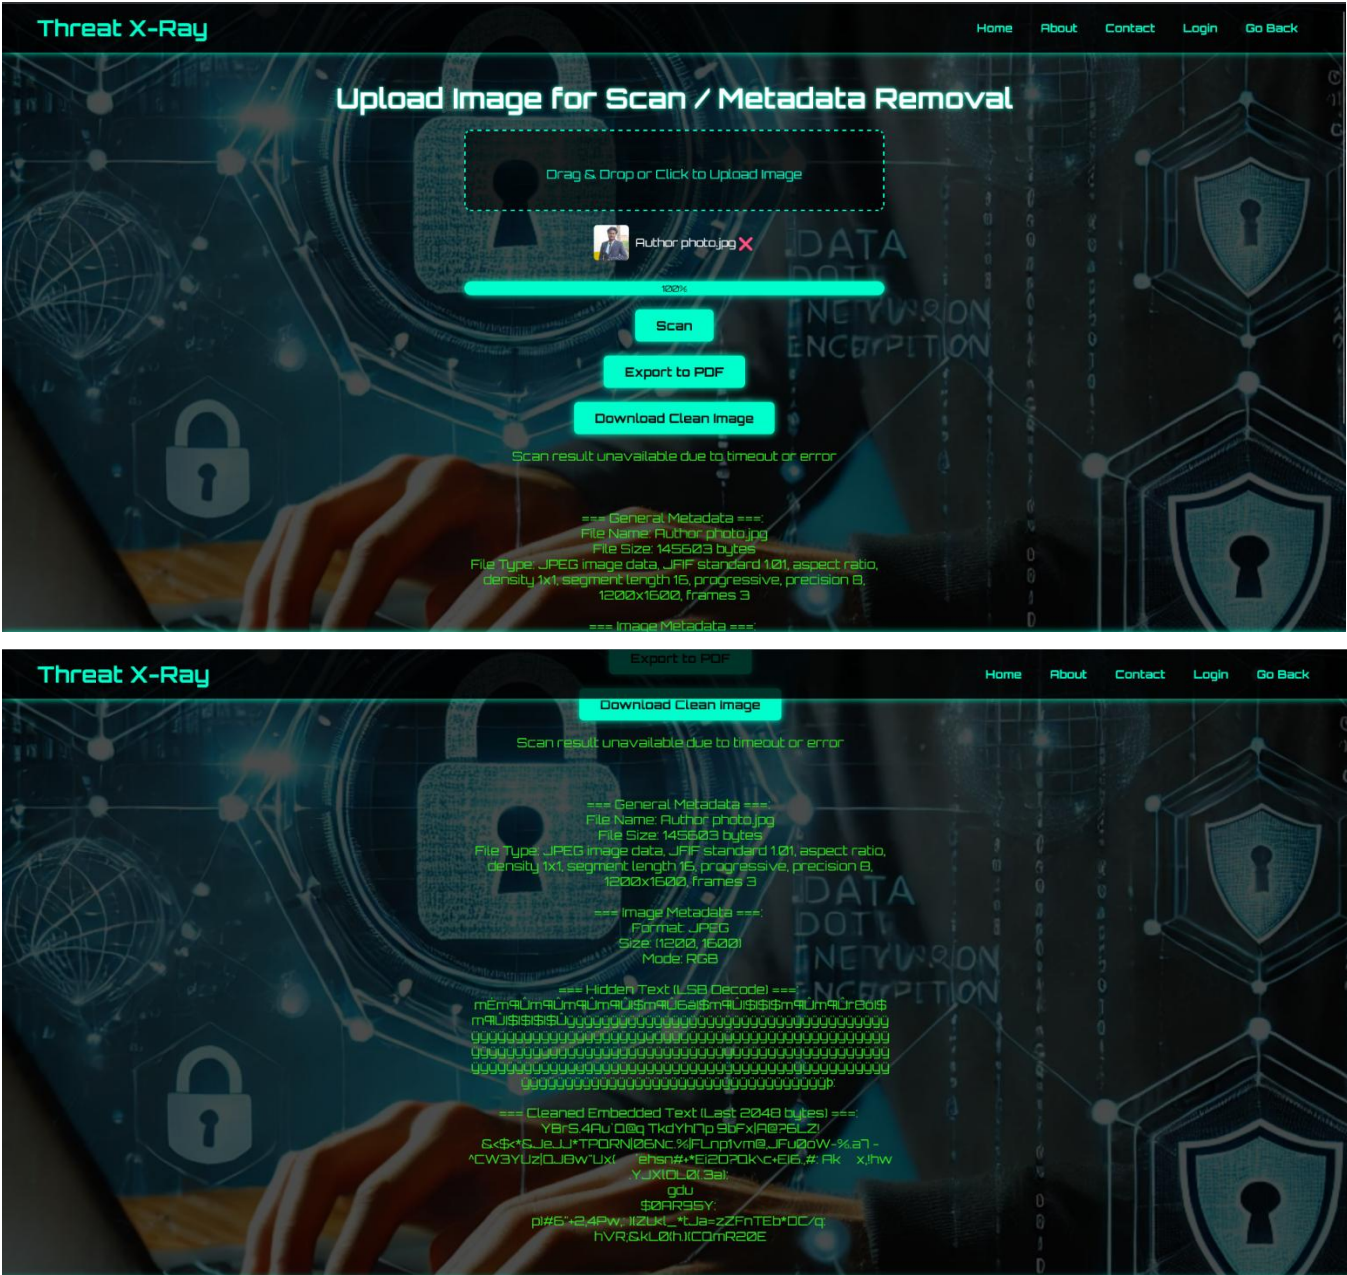 Threat X-Ray
Home About Contact Login Go Back
Upload Image for Scan / Metadata Removal
Drag & Drop or Click to Upload Image
Author photo.jpg
100%
Scan
Export to PDF
Download Clean Image
Scan result unavailable due to timeout or error
=== General Metadata ===:
File Name: Author photo.jpg
File Size: 145603 bytes
File Type: JPEG image data, JFIF standard 1.01, aspect ratio,
density 1x1, segment length 16, progressive, precision 8,
1200x1600, frames 3
=== Image Metadata ===:
DATA
Threat X-Ray
Home About Contact Login Go Back
Export to PDF
Download Clean Image
Scan result unavailable due to timeout or error
=== General Metadata ===:
File Name: Author photo.jpg
File Size: 145603 bytes
File Type: JPEG image data, JFIF standard 1.01, aspect ratio,
density 1x1, segment length 16, progressive, precision 8,
1200x1600, frames 3
=== Image Metadata ===:
Format: JPEG
Size: (1200, 1600)
Mode: RGB
=== Hidden Text (LSB Decode) ===:
=== Cleaned Embedded Text (Last 2048 bytes) ===:
gdu
$0AR95Y:
DATA